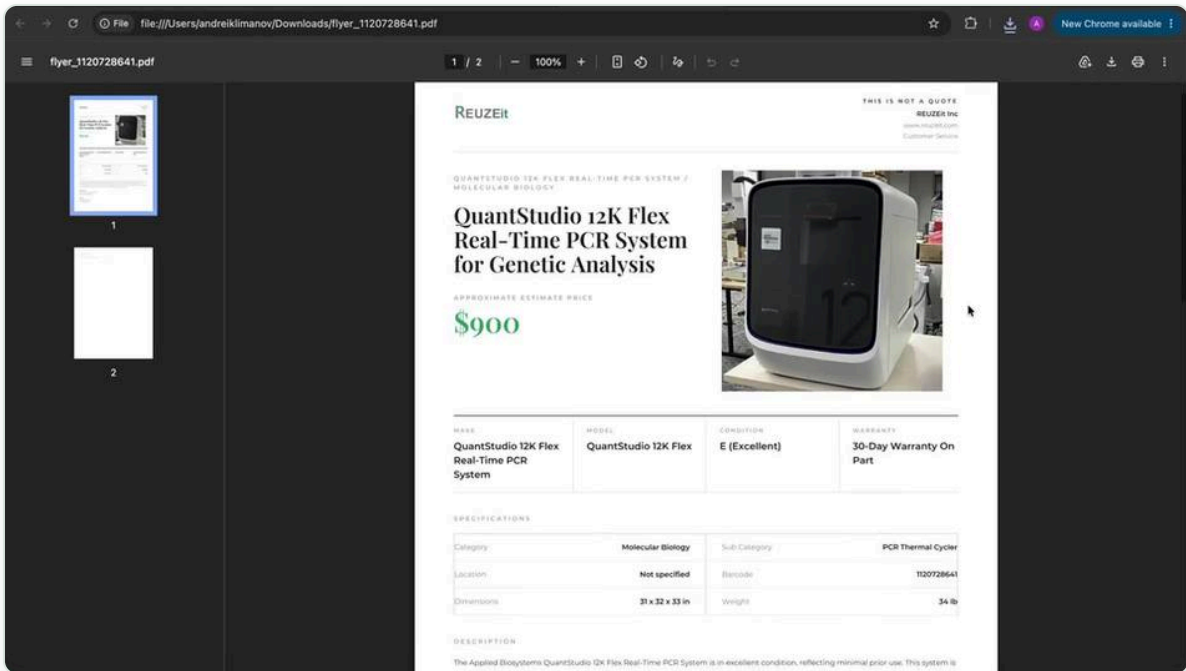 File
file:///Users/andreiklimanov/Downloads/flyer_1120728641.pdf
A
New Chrome available
flyer_1120728641.pdf
1 / 2
100%
1
2
REUZEit
THIS IS NOT A QUOTE
REUZEit Inc
www.reuzeit.com
Customer Service
QUANTSTUDIO 12K FLEX REAL-TIME PCR SYSTEM /
MOLECULAR BIOLOGY
QuantStudio 12K Flex
Real-Time PCR System
for Genetic Analysis
APPROXIMATE ESTIMATE PRICE
$900
12
MAKE
QuantStudio 12K Flex
Real-Time PCR
System
MODEL
QuantStudio 12K Flex
CONDITION
E (Excellent)
WARRANTY
30-Day Warranty On
Part
SPECIFICATIONS
Category Molecular Biology Sub Category PCR Thermal Cycler
Location Not specified Barcode 1120728641
Dimensions 31 x 32 x 33 in Weight 34 lb
DESCRIPTION
The Applied Biosystems QuantStudio 12K Flex Real-Time PCR System is in excellent condition, reflecting minimal prior use. This system is